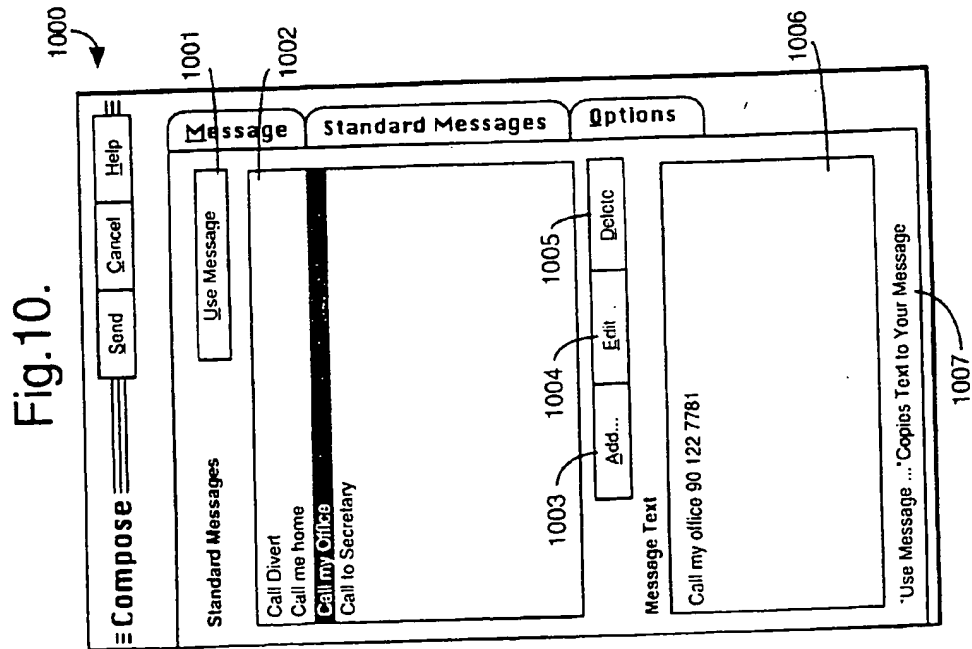 Fig.10.
1000
Compose
Send Cancel Help
1001
1002
Message
Standard Messages
Options
Standard Messages
Use Message
Call Divert
Call me home
Call my Office
Call to Secretary
1003
1004
1005
Add...
Edit
Delete
Message Text
1006
Call my office 90 122 7781
"Use Message ..."Copies Text to Your Message
1007